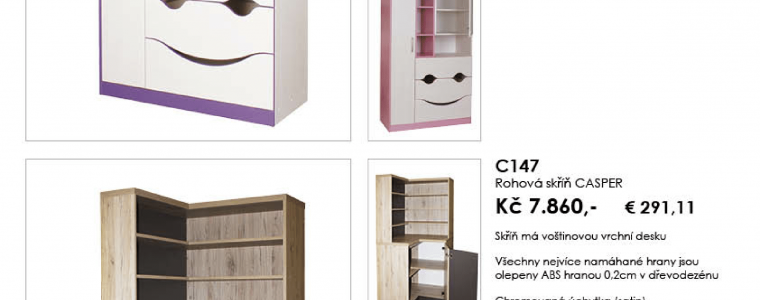 C147
Rohová skříň CASPER
Kč 7.860,- € 291,11
Skříň má voštinovou vrchní desku
Všechny nejvíce namáhané hrany jsou
olepeny ABS hranou 0,2cm v dřevodezénu